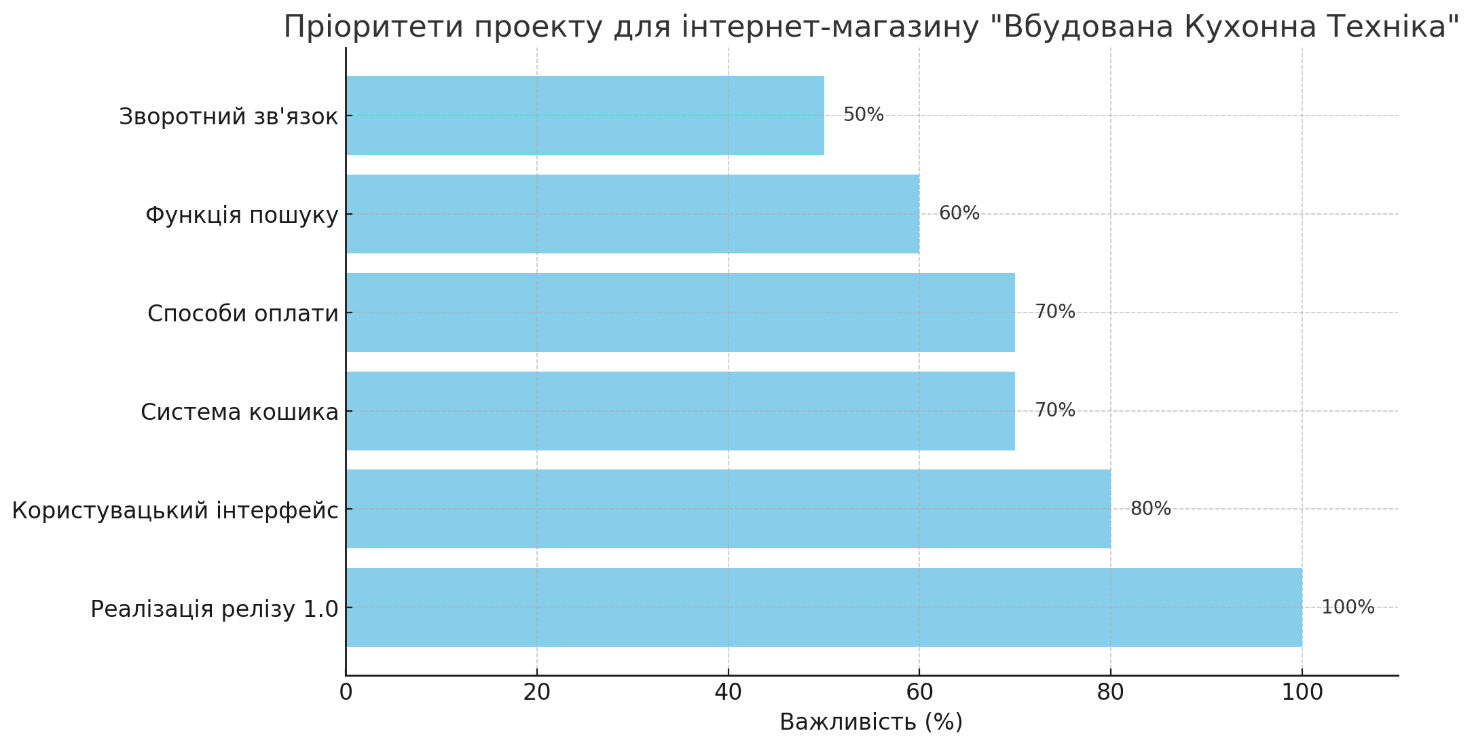 Пріоритети проекту для інтернет-магазину "Вбудована Кухонна Техніка"
Зворотний зв'язок
50%
Функція пошуку
60%
Способи оплати
70%
Система кошика
70%
Користувацький інтерфейс
80%
Реалізація релізу 1.0
100%
0 20 40 60 80 100
Важливість (%)